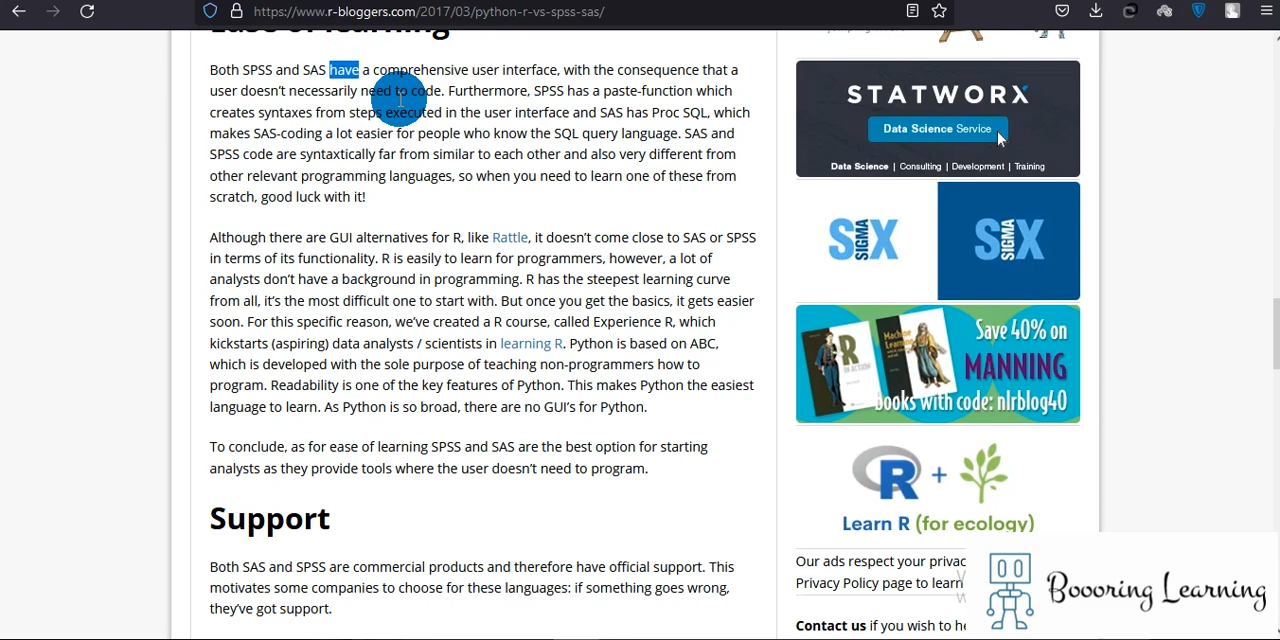 https://www.r-bloggers.com/2017/03/python-r-vs-spss-sas/
Ease of learning
Both SPSS and SAS have a comprehensive user interface, with the consequence that a
user doesn't necessarily need to code. Furthermore, SPSS has a paste-function which
creates syntaxes from steps executed in the user interface and SAS has Proc SQL, which
makes SAS-coding a lot easier for people who know the SQL query language. SAS and
SPSS code are syntaxtically far from similar to each other and also very different from
other relevant programming languages, so when you need to learn one of these from
scratch, good luck with it!
Although there are GUI alternatives for R, like Rattle, it doesn't come close to SAS or SPSS
in terms of its functionality. R is easily to learn for programmers, however, a lot of
analysts don't have a background in programming. R has the steepest learning curve
from all, it's the most difficult one to start with. But once you get the basics, it gets easier
soon. For this specific reason, we've created a R course, called Experience R, which
kickstarts (aspiring) data analysts / scientists in learning R. Python is based on ABC,
which is developed with the sole purpose of teaching non-programmers how to
program. Readability is one of the key features of Python. This makes Python the easiest
language to learn. As Python is so broad, there are no GUI's for Python.
To conclude, as for ease of learning SPSS and SAS are the best option for starting
analysts as they provide tools where the user doesn't need to program.
Support
Both SAS and SPSS are commercial products and therefore have official support. This
motivates some companies to choose for these languages: if something goes wrong,
they've got support.
STATWORX
Data Science Service
Data Science | Consulting | Development | Training
SIX SIGMA
SIX SIGMA
Save 40% on
MANNING
books with code: nlrblog40
R IN ACTION
Machine Learning
R +
Learn R (for ecology)
Our ads respect your privac
Privacy Policy page to learn
Contact us if you wish to he
Boooring Learning